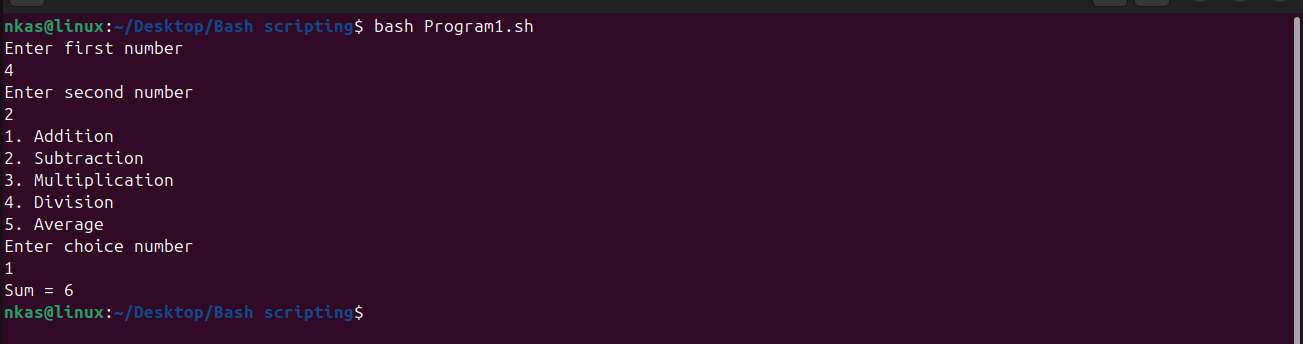 nkas@linux:~/Desktop/Bash scripting$ bash Program1.sh
Enter first number
4
Enter second number
2
1. Addition
2. Subtraction
3. Multiplication
4. Division
5. Average
Enter choice number
1
Sum = 6
nkas@linux:~/Desktop/Bash scripting$